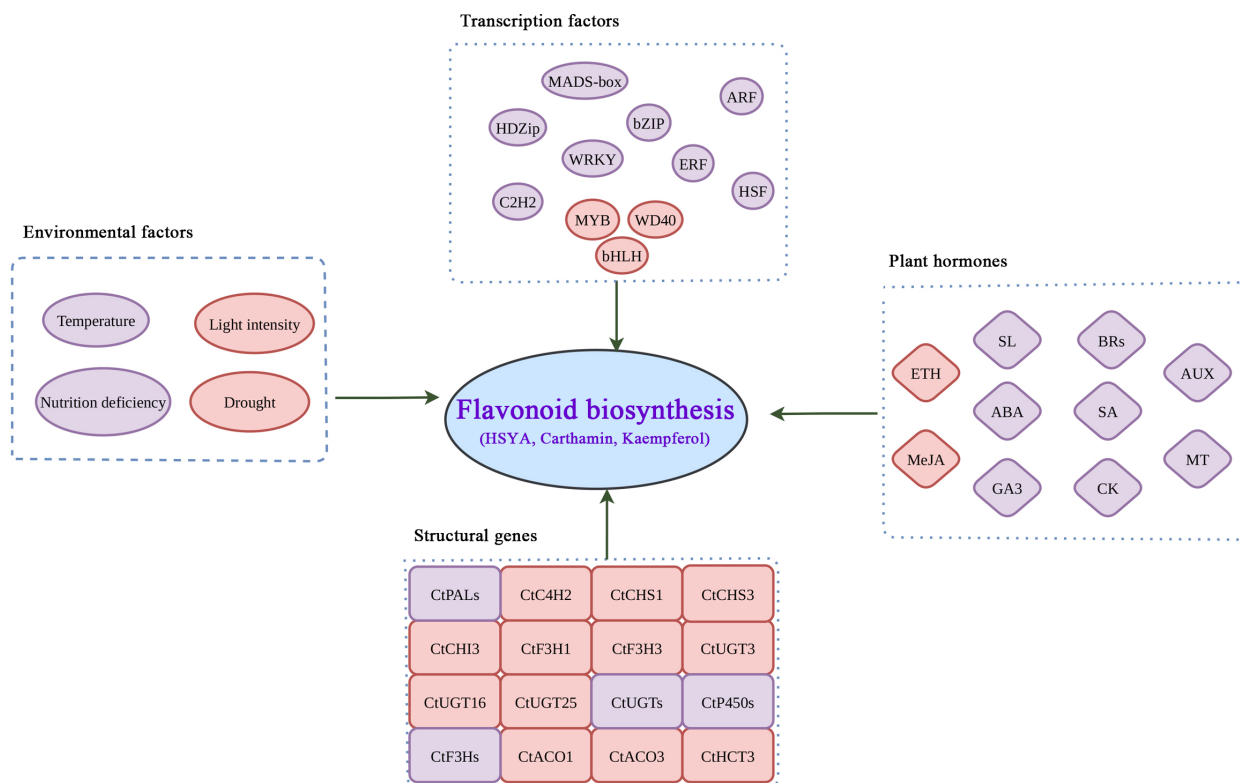 Transcription factors
MADS-box
ARF
HDZip
bZIP
WRKY
ERF
HSF
C2H2
MYB
WD40
bHLH
Environmental factors
Temperature
Light intensity
Nutrition deficiency
Drought
Flavonoid biosynthesis
(HSYA, Carthamin, Kaempferol)
Plant hormones
SL
BRs
ETH
AUX
ABA
SA
MeJA
MT
GA3
CK
Structural genes
CtPALs
CtC4H2
CtCHS1
CtCHS3
CtCHI3
CtF3H1
CtF3H3
CtUGT3
CtUGT16
CtUGT25
CtUGTs
CtP450s
CtF3Hs
CtACO1
CtACO3
CtHCT3